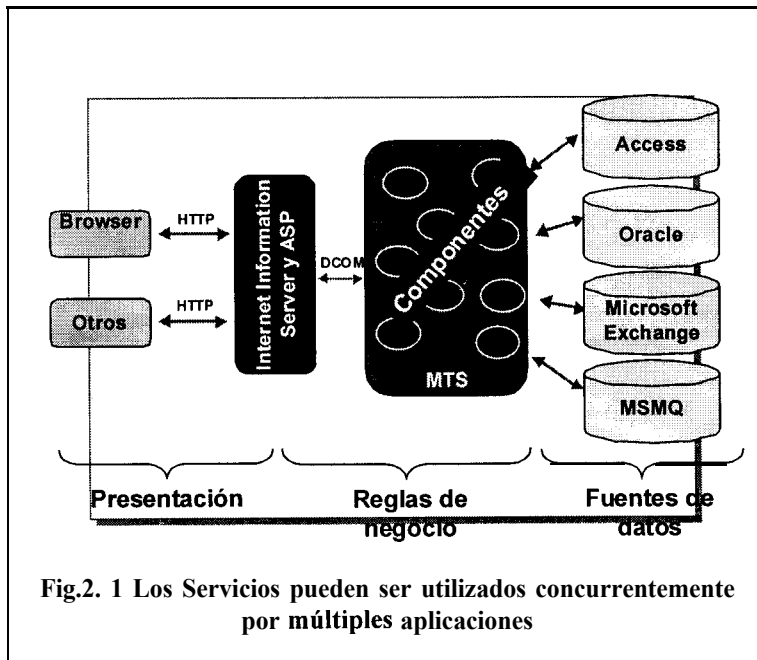 Browser
HTTP
Otros
HTTP
Internet Information
Server y ASP
DCOM
Componentes
MTS
Access
Oracle
Microsoft
Exchange
MSMQ
Presentación
Reglas de
negocio
Fuentes de
datos
Fig.2. 1 Los Servicios pueden ser utilizados concurrentemente
por múltiples aplicaciones